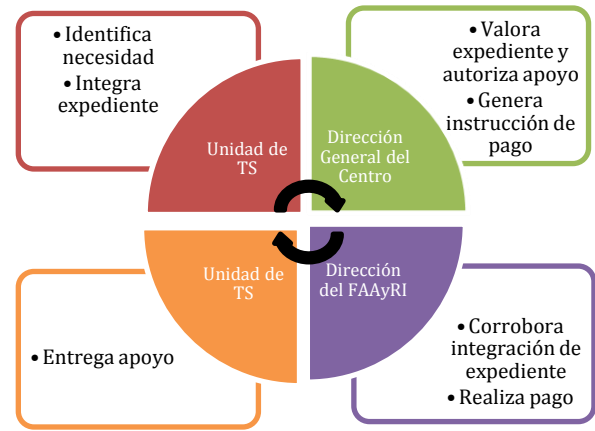 • Identifica
necesidad
• Integra
expediente
• Valora
expediente y
autoriza apoyo
• Genera
instrucción de
pago
Unidad de
TS
Dirección
General del
Centro
Unidad de
TS
Dirección
del FAAyRI
• Entrega apoyo
• Corrobora
integración de
expediente
• Realiza pago